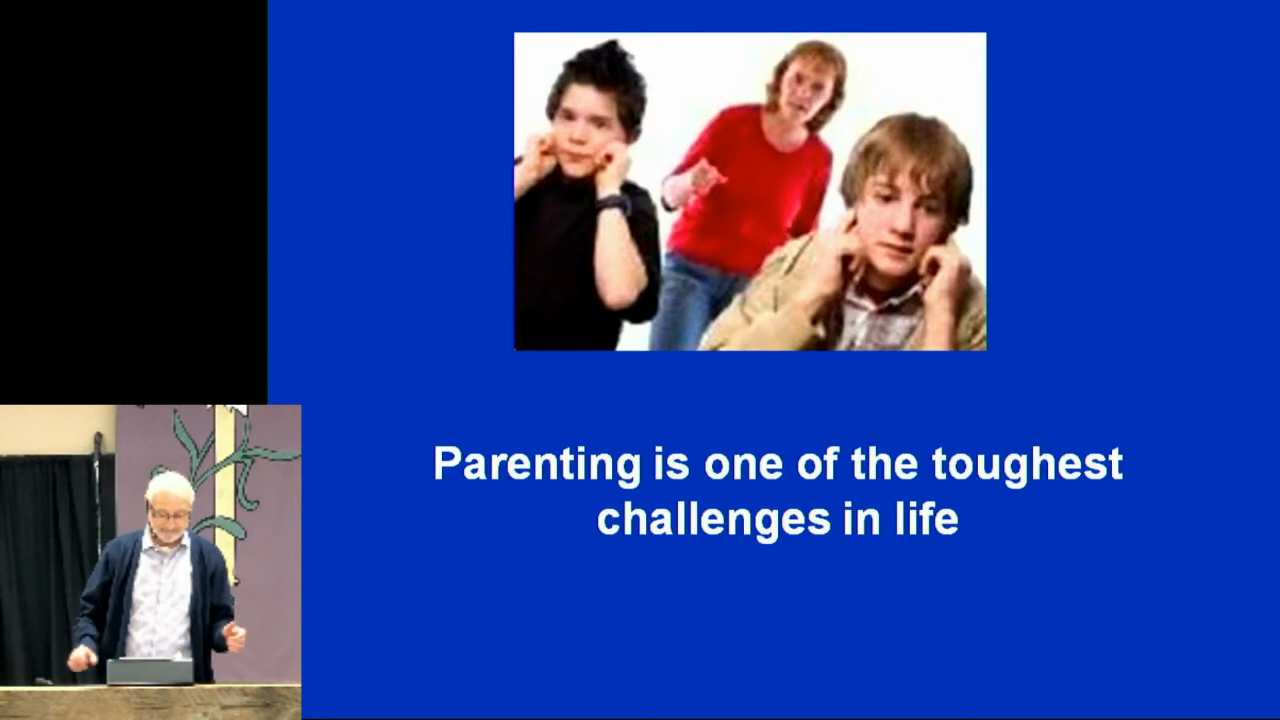 Parenting is one of the toughest
challenges in life